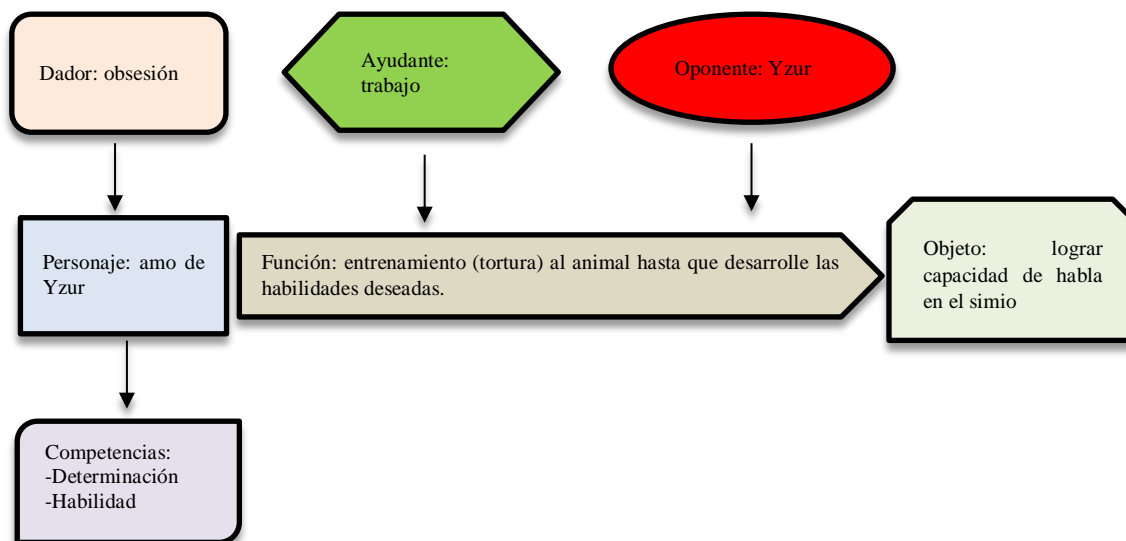 Dador: obsesión
Ayudante:
trabajo
Oponente: Yzur
Personaje: amo de
Yzur
Función: entrenamiento (tortura) al animal hasta que desarrolle las
habilidades deseadas.
Objeto: lograr
capacidad de habla
en el simio
Competencias:
-Determinación
-Habilidad